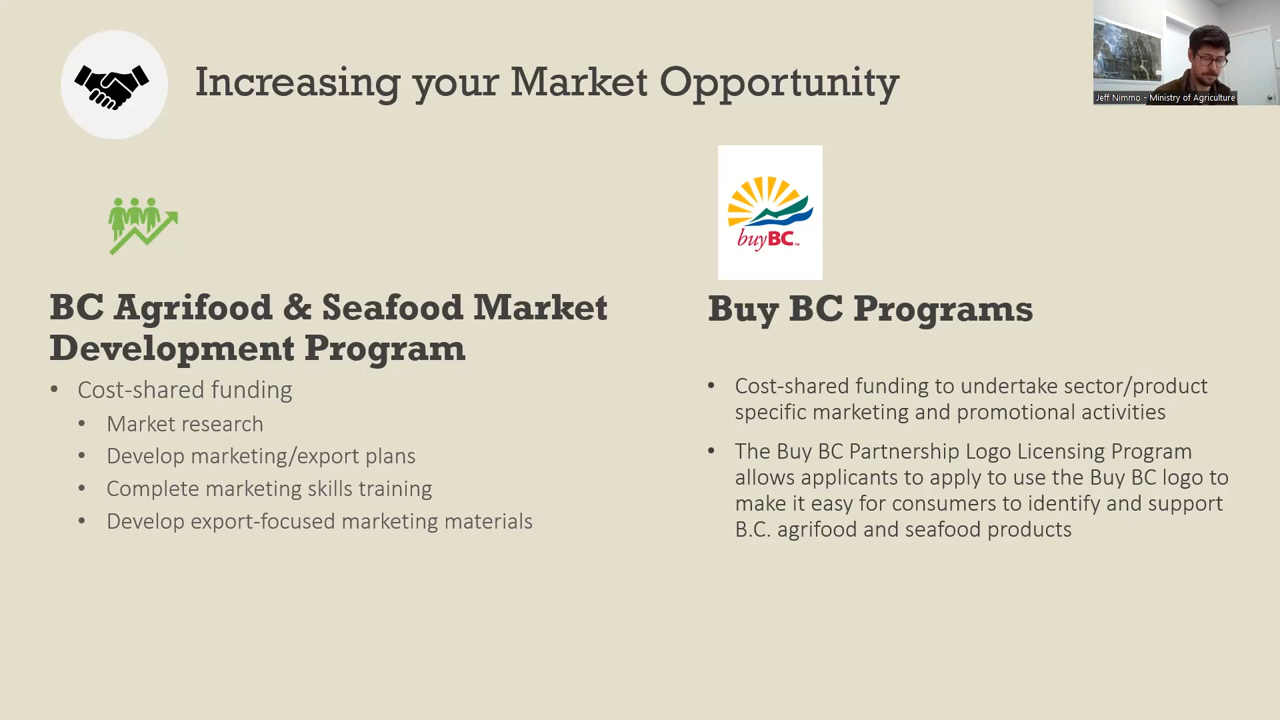 Increasing your Market Opportunity
Jeff Nimmo - Ministry of Agriculture
buyBC™
BC Agrifood & Seafood Market
Development Program
• Cost-shared funding
• Market research
• Develop marketing/export plans
• Complete marketing skills training
• Develop export-focused marketing materials
Buy BC Programs
• Cost-shared funding to undertake sector/product
specific marketing and promotional activities
• The Buy BC Partnership Logo Licensing Program
allows applicants to apply to use the Buy BC logo to
make it easy for consumers to identify and support
B.C. agrifood and seafood products